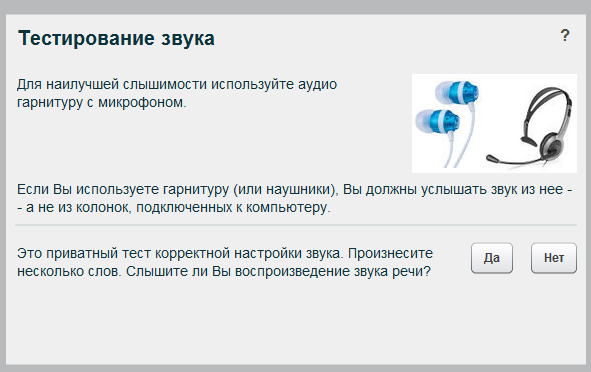 Тестирование звука
?
Для наилучшей слышимости используйте аудио
гарнитуру с микрофоном.
Если Вы используете гарнитуру (или наушники), Вы должны услышать звук из нее -
- а не из колонок, подключенных к компьютеру.
Это приватный тест корректной настройки звука. Произнесите
несколько слов. Слышите ли Вы воспроизведение звука речи?
Да
Нет